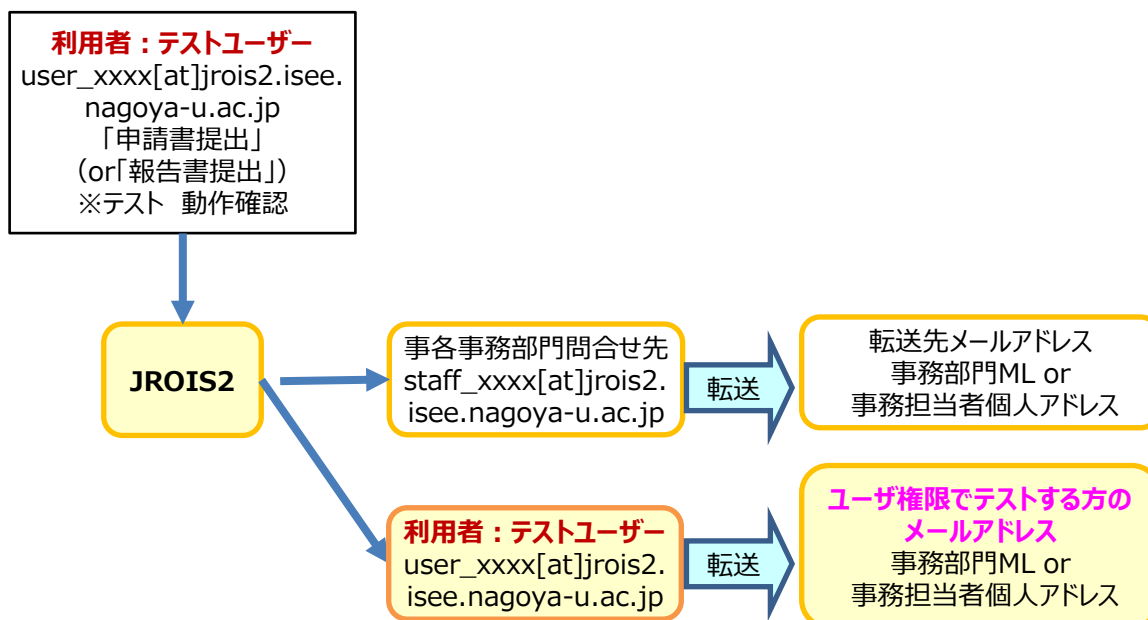 利用者：テストユーザー
user_xxxx[at]jrois2.isee.
nagoya-u.ac.jp
「申請書提出」
（or「報告書提出」）
※テスト 動作確認
JROIS2
事各事務部門問合せ先
staff_xxxx[at]jrois2.
isee.nagoya-u.ac.jp
転送
転送先メールアドレス
事務部門ML or
事務担当者個人アドレス
利用者：テストユーザー
user_xxxx[at]jrois2.
isee.nagoya-u.ac.jp
転送
ユーザ権限でテストする方の
メールアドレス
事務部門ML or
事務担当者個人アドレス